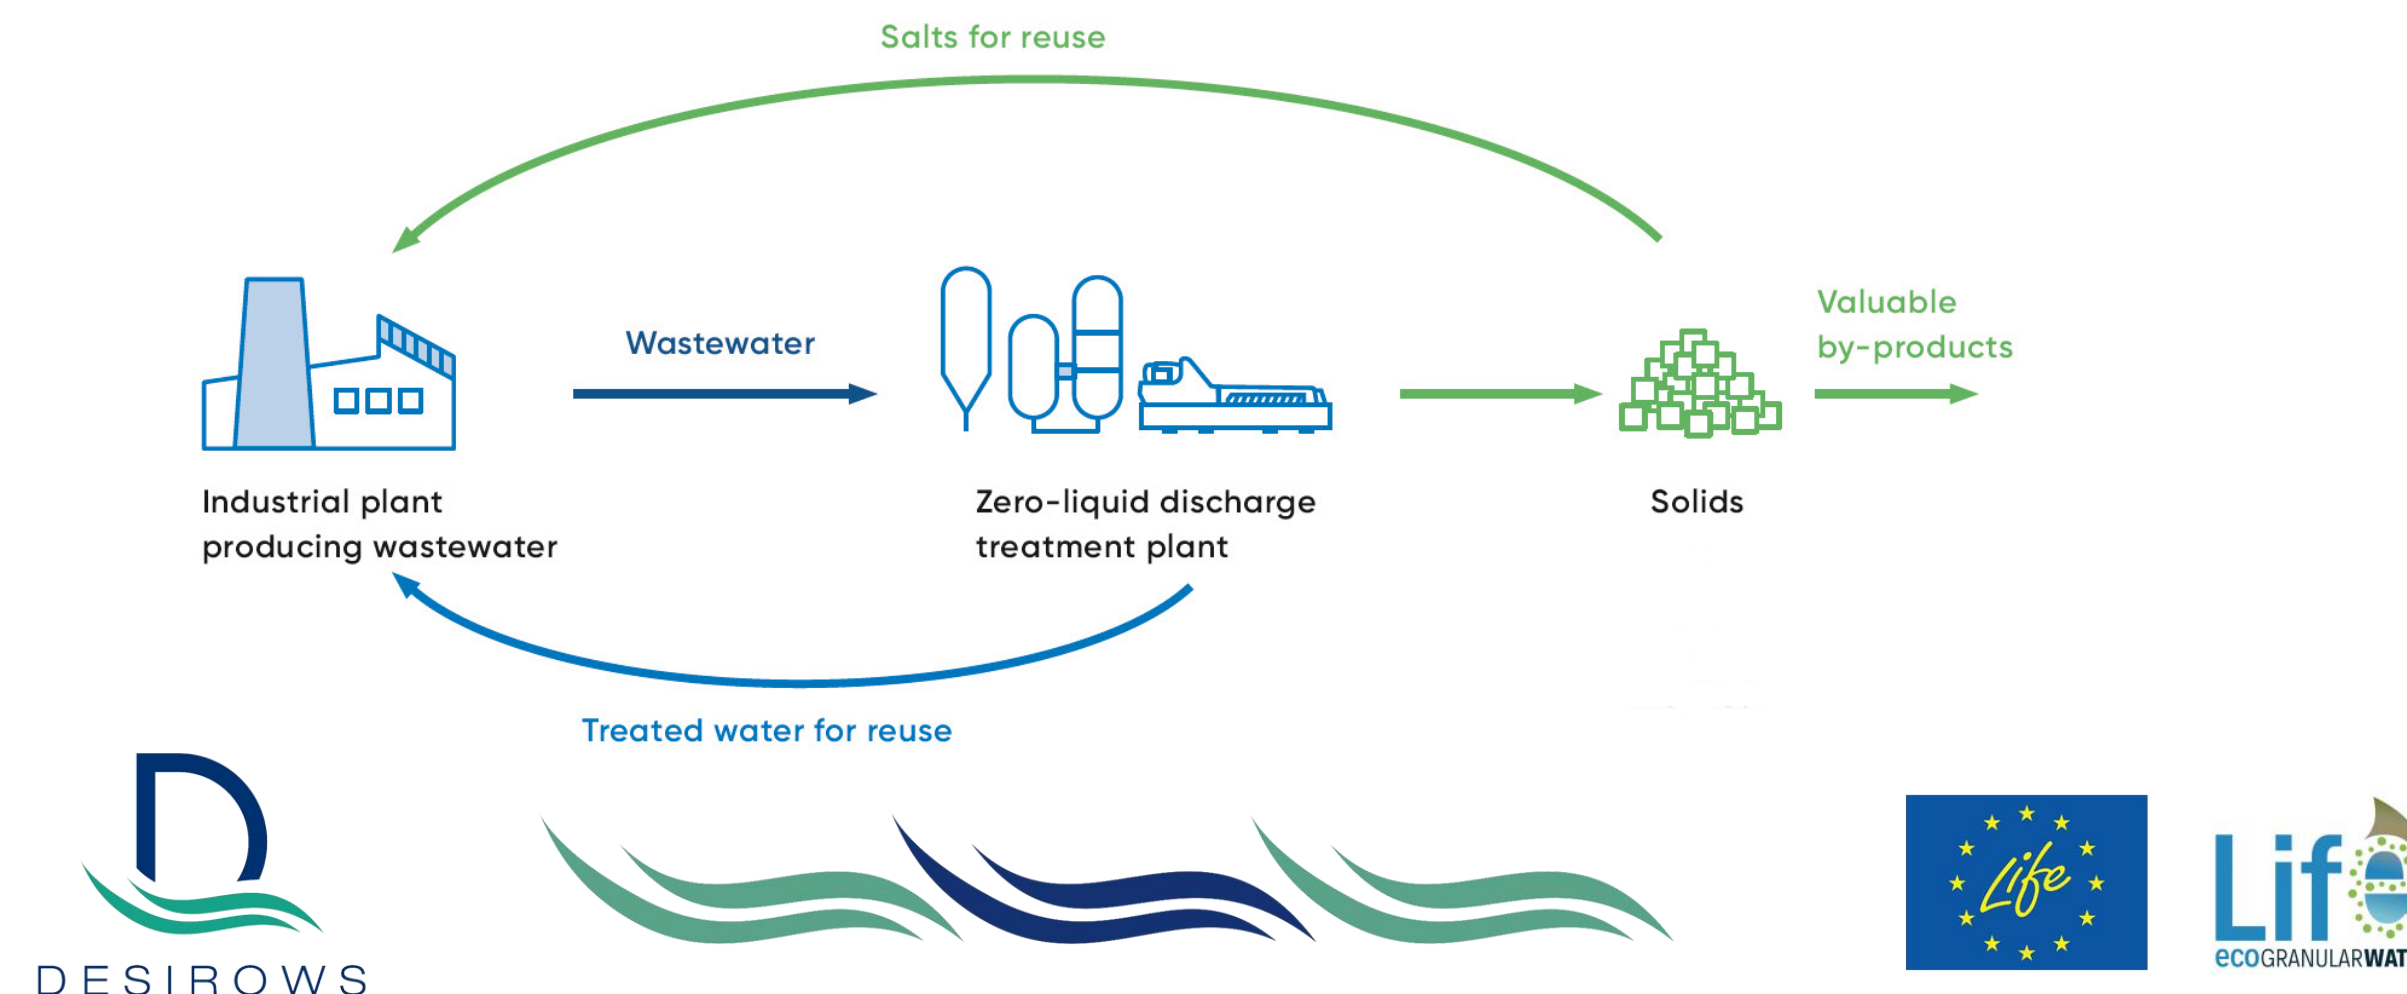 Salts for reuse
Wastewater
Valuable
by-products
Industrial plant
producing wastewater
Zero-liquid discharge
treatment plant
Solids
Treated water for reuse
DESIROWS
Life
Life
ecoGRANULARWAT